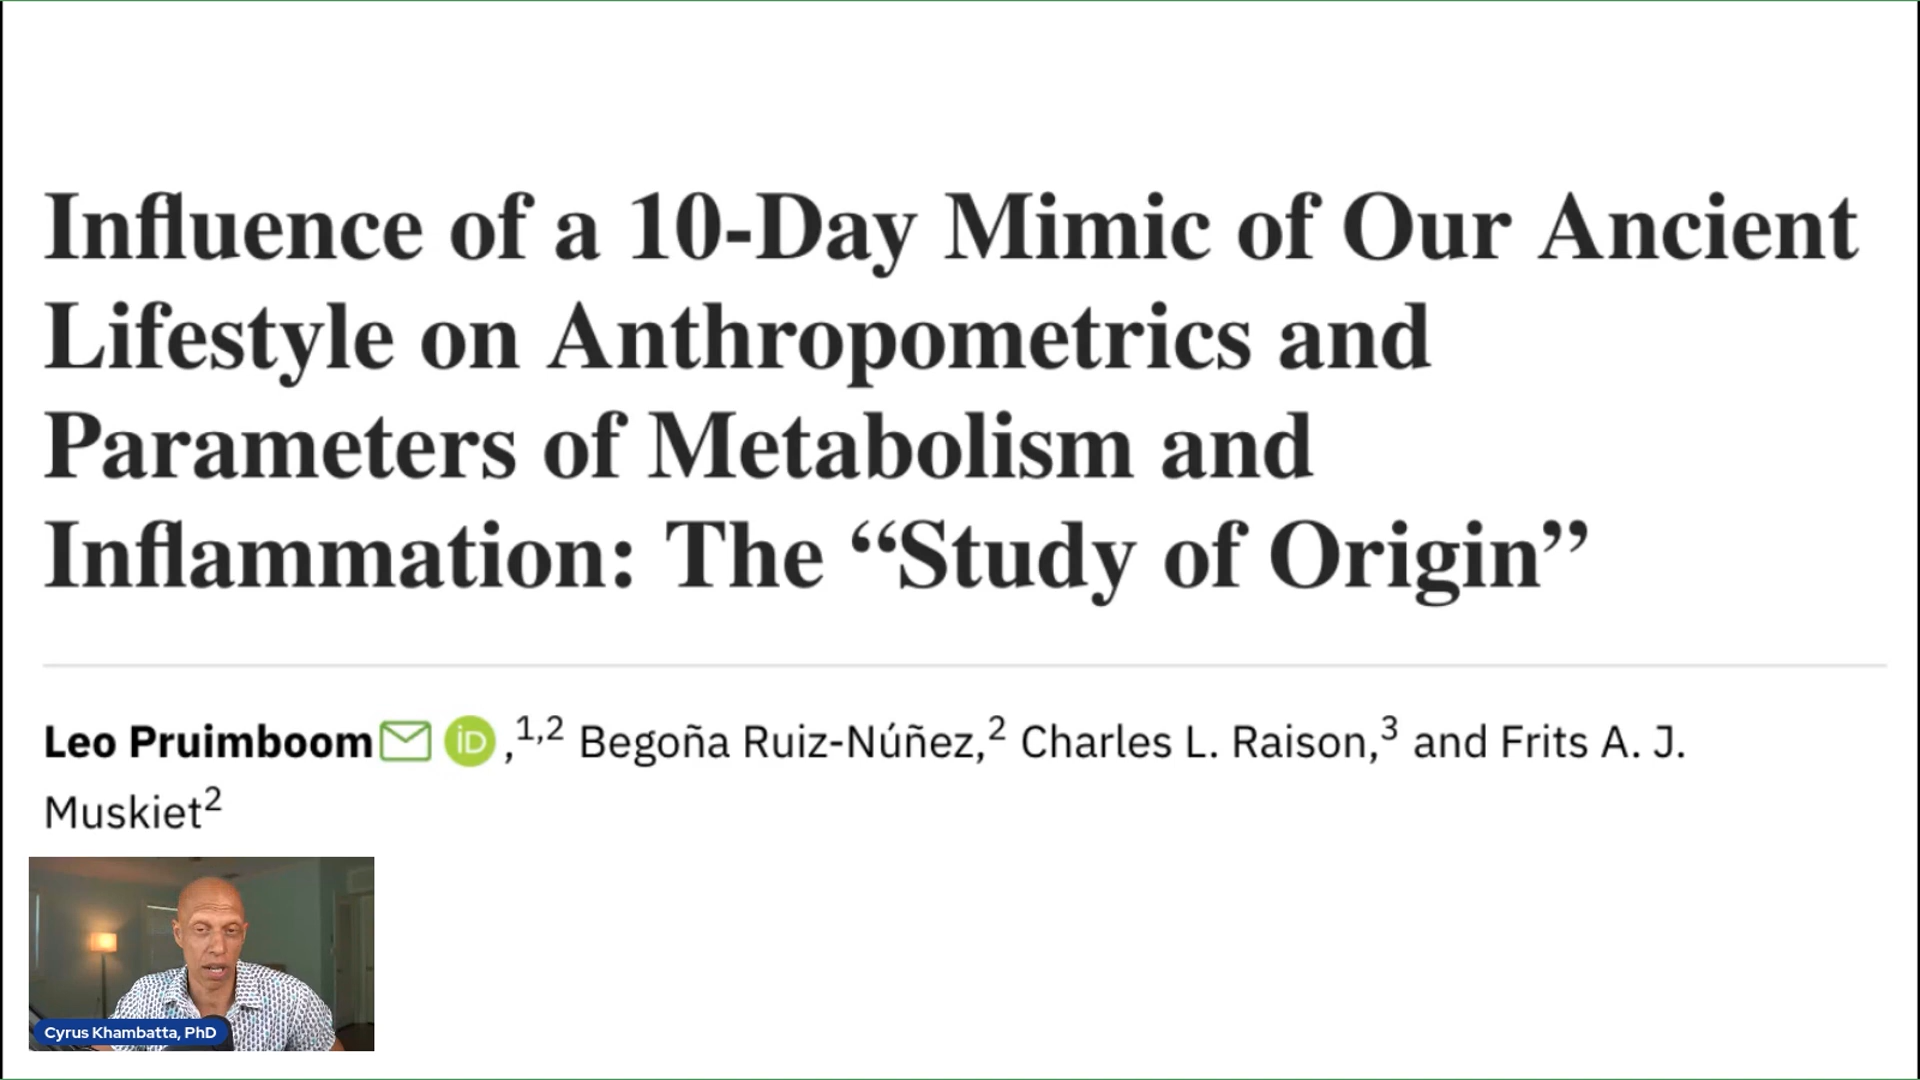 Influence of a 10-Day Mimic of Our Ancient
Lifestyle on Anthropometrics and
Parameters of Metabolism and
Inflammation: The “Study of Origin”
Leo Pruimboom iD ,1,2 Begoña Ruiz-Núñez,2 Charles L. Raison,3 and Frits A. J.
Muskiet2
Cyrus Khambatta, PhD